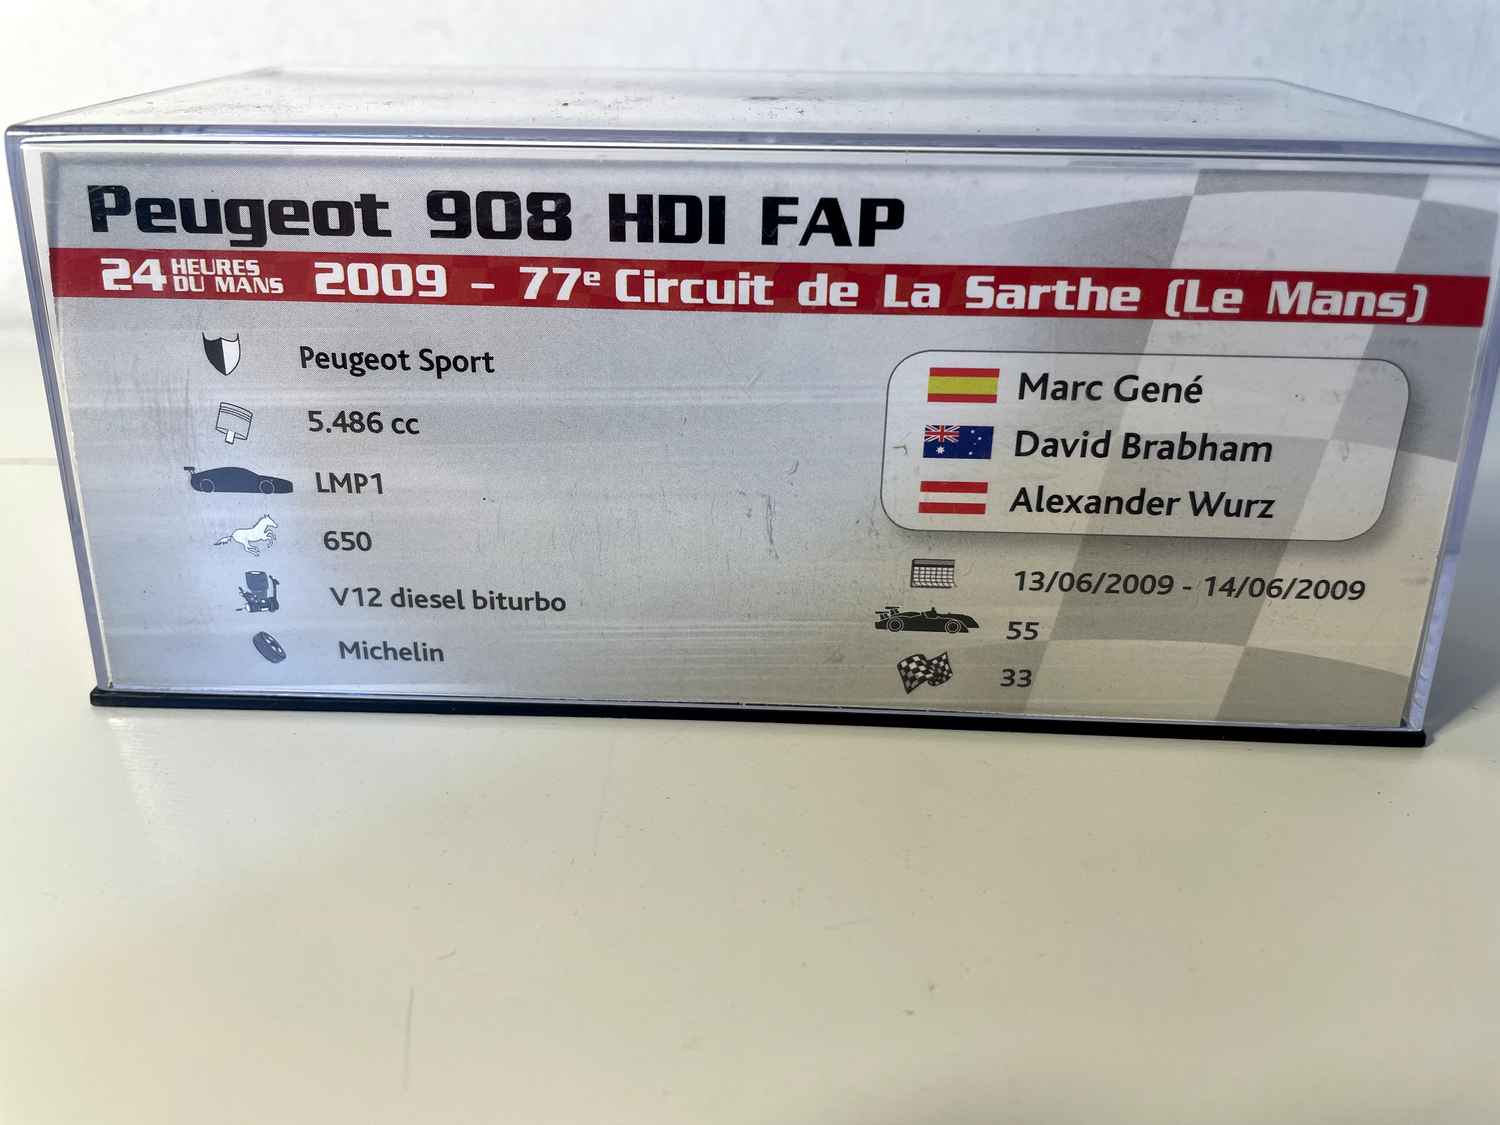 Peugeot 908 HDI FAP
24 HEURES DU MANS 2009 - 77e Circuit de La Sarthe (Le Mans)
Peugeot Sport
5.486 cc
LMP1
650
V12 diesel biturbo
Michelin
Marc Gené
David Brabham
Alexander Wurz
13/06/2009 - 14/06/2009
55
33